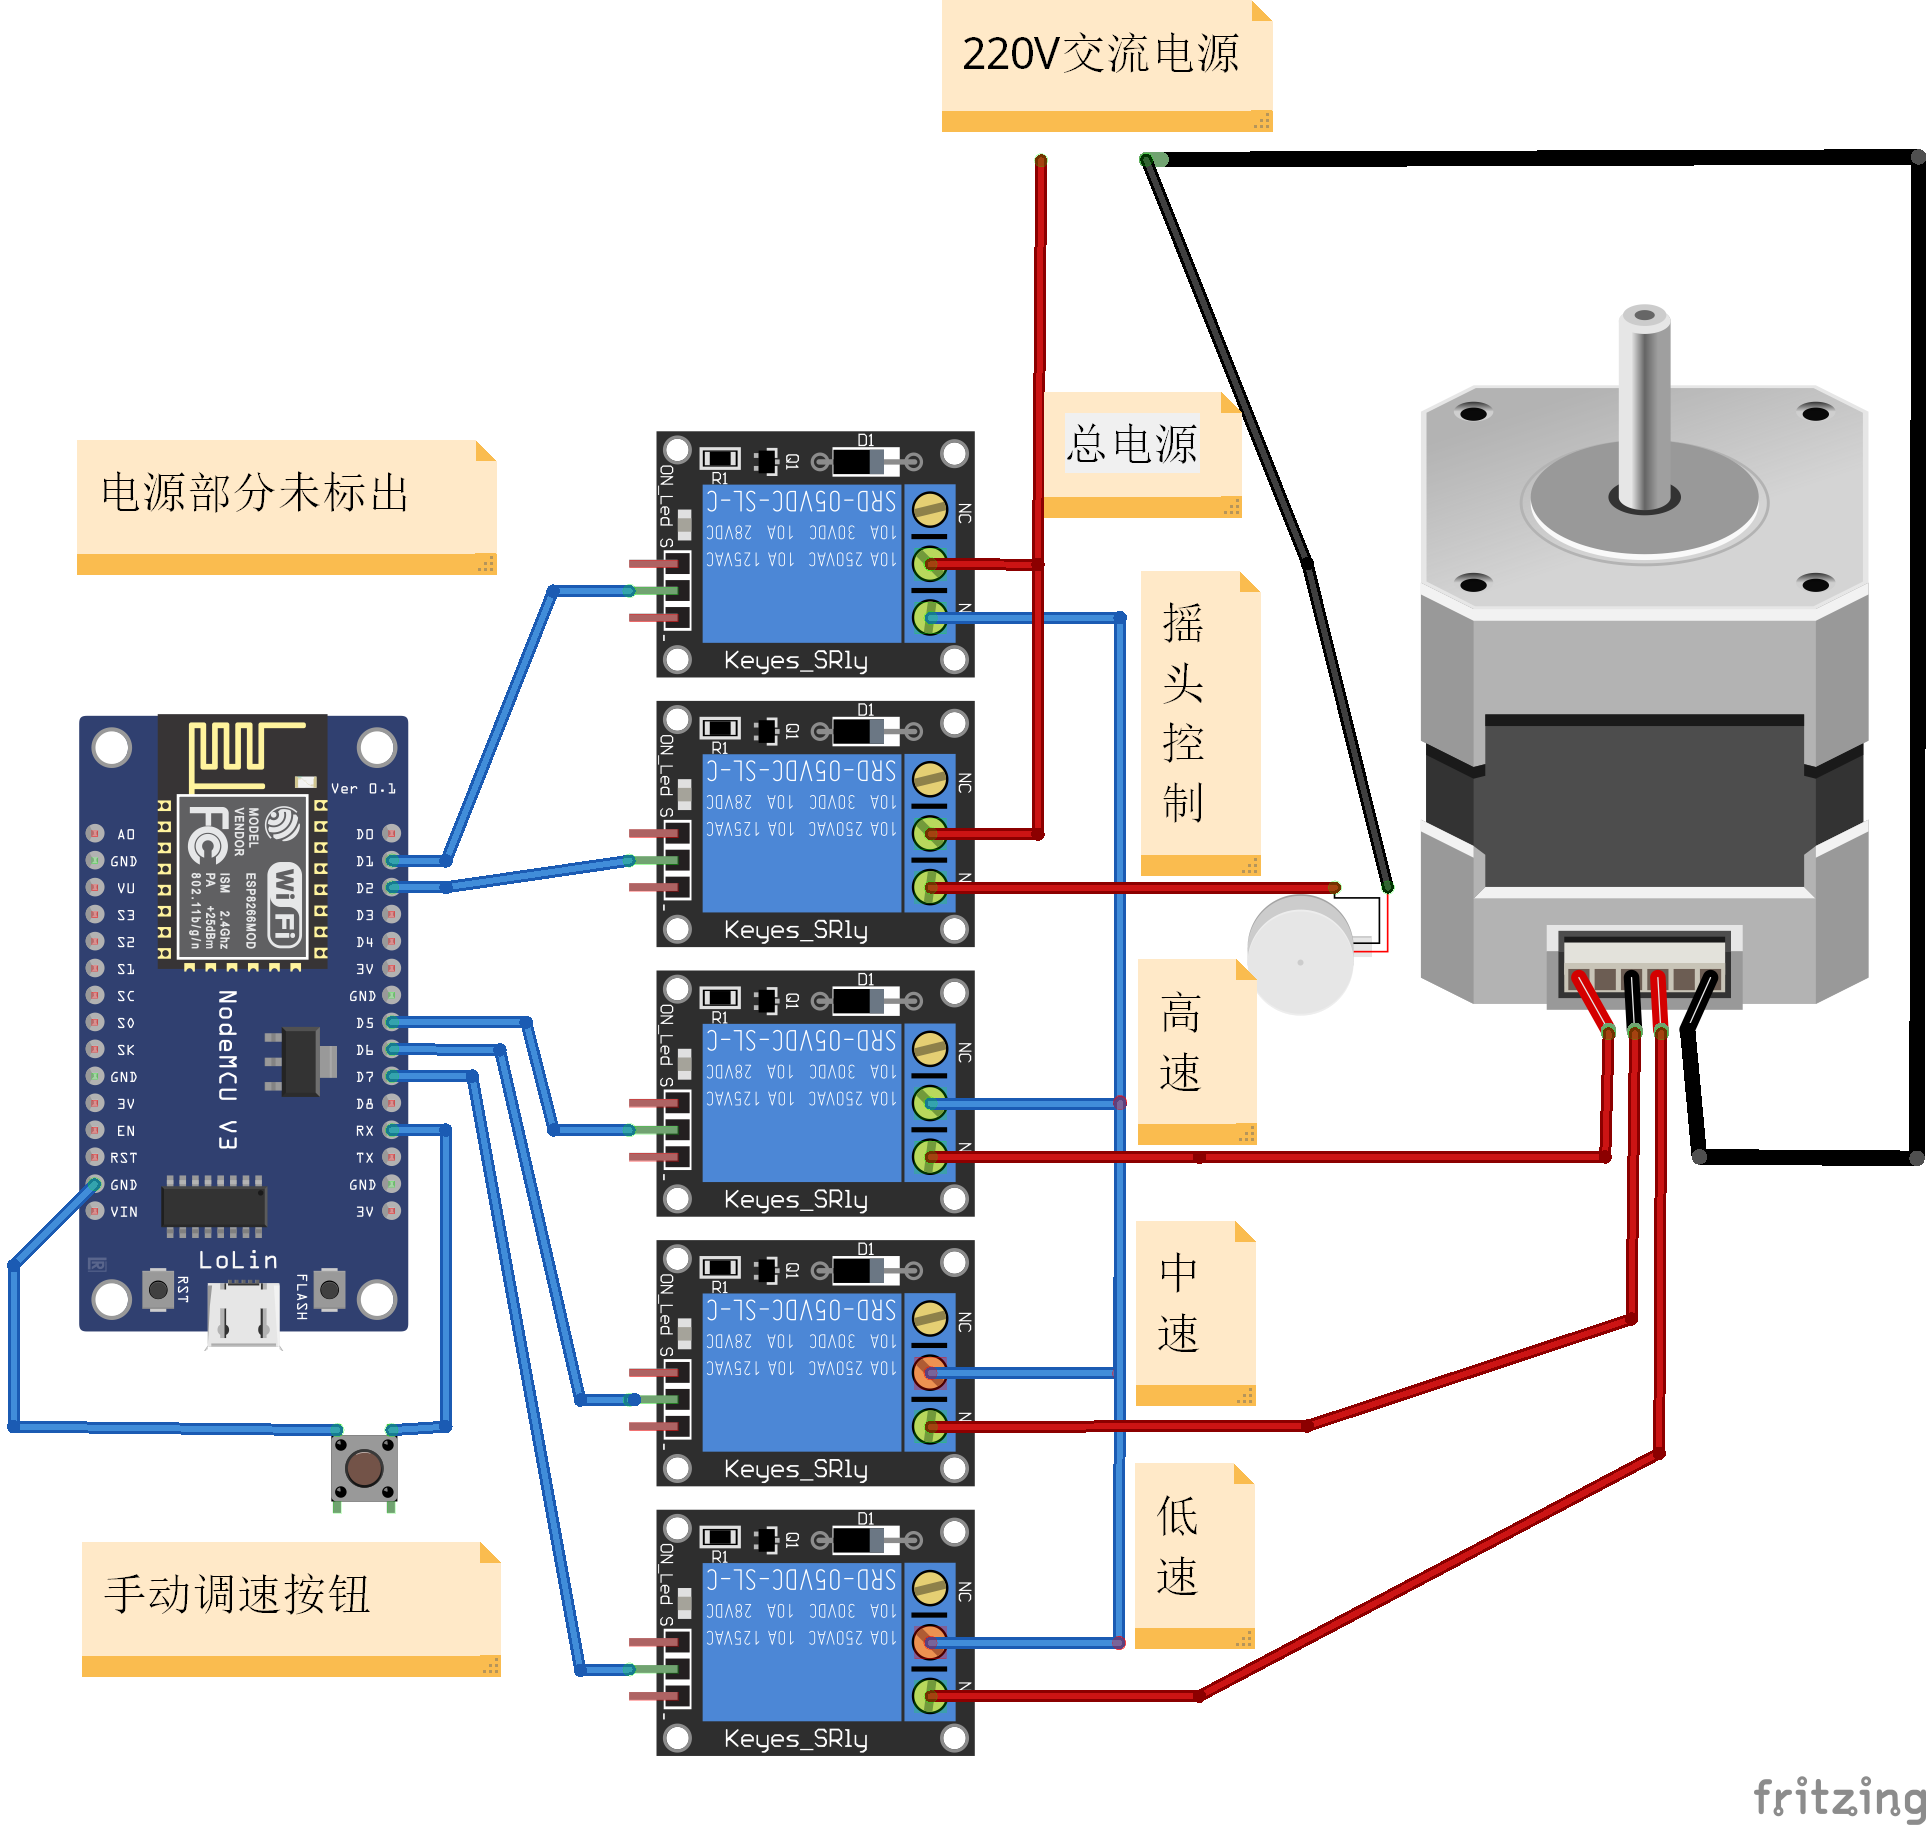 220V交流电源
总电源
电源部分未标出
摇
头
控
制
高
速
中
速
低
速
手动调速按钮
D1
Q1
R1
ON_Led
S
-
NC
N
SRD-05VDC-SL-C
10A 30VDC 10A 28VDC
10A 250VAC 10A 125VAC
Keyes_SRly
D1
Q1
R1
ON_Led
S
-
NC
N
SRD-05VDC-SL-C
10A 30VDC 10A 28VDC
10A 250VAC 10A 125VAC
Keyes_SRly
D1
Q1
R1
ON_Led
S
-
NC
N
SRD-05VDC-SL-C
10A 30VDC 10A 28VDC
10A 250VAC 10A 125VAC
Keyes_SRly
D1
Q1
R1
ON_Led
S
-
NC
N
SRD-05VDC-SL-C
10A 30VDC 10A 28VDC
10A 250VAC 10A 125VAC
Keyes_SRly
D1
Q1
R1
ON_Led
S
-
NC
N
SRD-05VDC-SL-C
10A 30VDC 10A 28VDC
10A 250VAC 10A 125VAC
Keyes_SRly
Ver 0.1
A0
GND
VU
S3
S2
S1
SC
S0
SK
GND
3V
EN
RST
GND
VIN
D0
D1
D2
D3
D4
3V
GND
D5
D6
D7
D8
RX
TX
GND
3V
MODEL
VENDOR
FCC
WiFi
ESP8266MOD
ISM 2.4Ghz
PA +25dBm
802.11b/g/n
NodeMCU V3
LoLin
RST
FLASH
fritzing